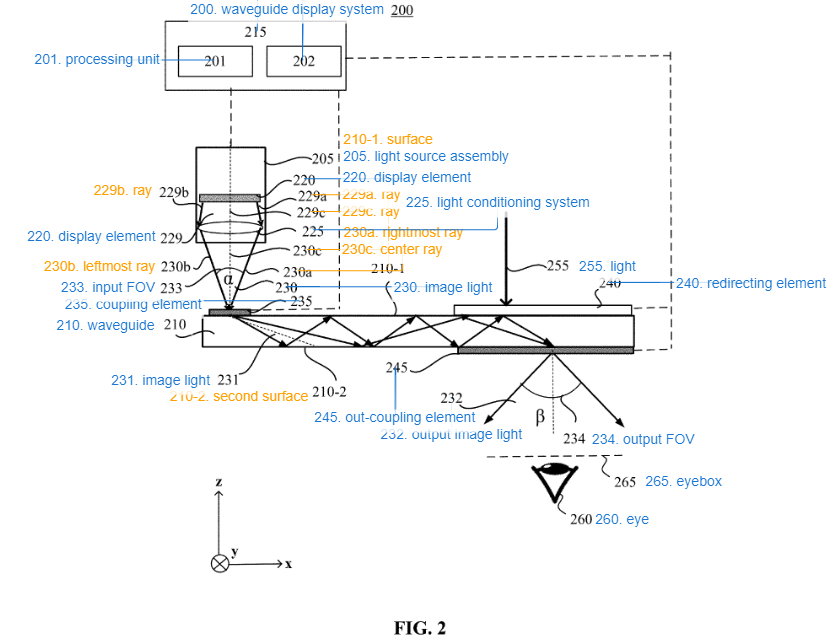 200. waveguide display system 200
215
201. processing unit 201 202
210-1. surface
205 205. light source assembly
220 220. display element
229b. ray 229b 229a 229a. ray
225. light conditioning system
229c 229c. ray
220. display element 229 225 230a. rightmost ray
230c 230c. center ray
230b. leftmost ray 230b α 230a 210-1 255 255. light
233. input FOV 233 230 230. image light 240 240. redirecting element
235. coupling element 235
210. waveguide 210
231. image light 231 210-2 245
210-2. second surface
232 β
245. out-coupling element
232. output image light 234 234. output FOV
265 265. eyebox
z
260 260. eye
y
x
FIG. 2